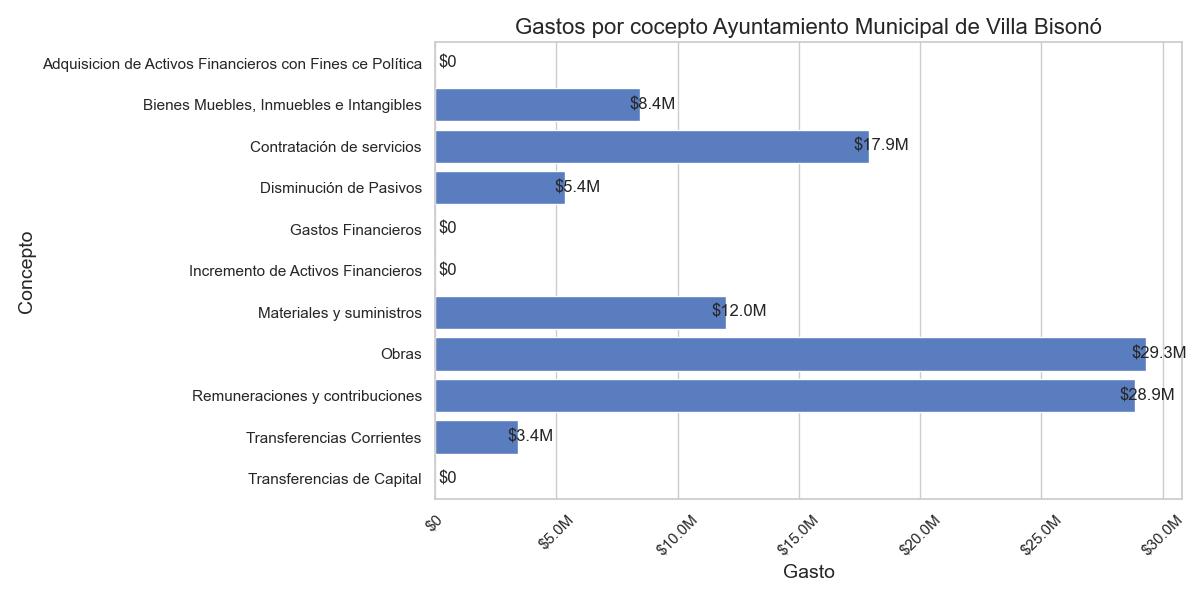 Gastos por cocepto Ayuntamiento Municipal de Villa Bisonó
Concepto
Adquisicion de Activos Financieros con Fines ce Política $0
Bienes Muebles, Inmuebles e Intangibles $8.4M
Contratación de servicios $17.9M
Disminución de Pasivos $5.4M
Gastos Financieros $0
Incremento de Activos Financieros $0
Materiales y suministros $12.0M
Obras $29.3M
Remuneraciones y contribuciones $28.9M
Transferencias Corrientes $3.4M
Transferencias de Capital $0
$0 $5.0M $10.0M $15.0M $20.0M $25.0M $30.0M
Gasto